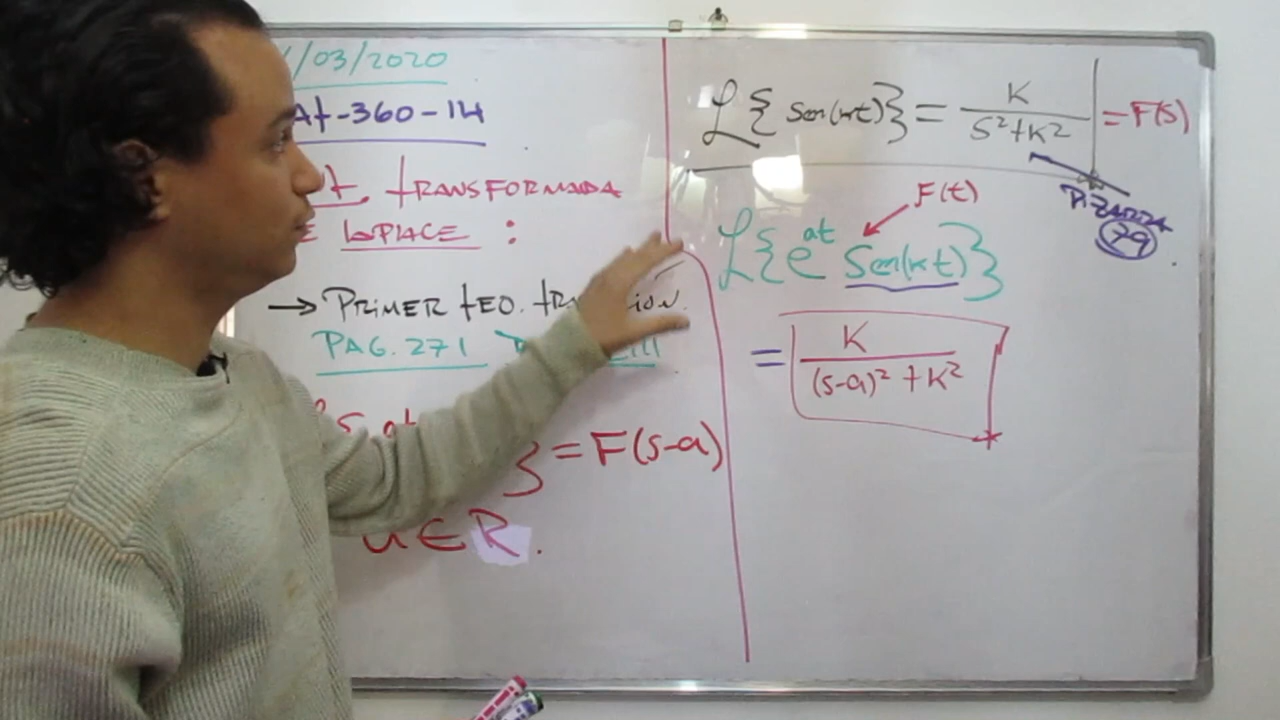 /03/2020
At-360-14
TRANSFORMADA
LAPLACE :
→ PRIMER TEO.
PAG. 271
= F(s-a)
∈ R.
ℒ{ sen(kt)} = K / S²+K² = F(s)
PIZARRA
79
F(t)
ℒ{e^at sen(kt)}
= K / (s-a)² + K²